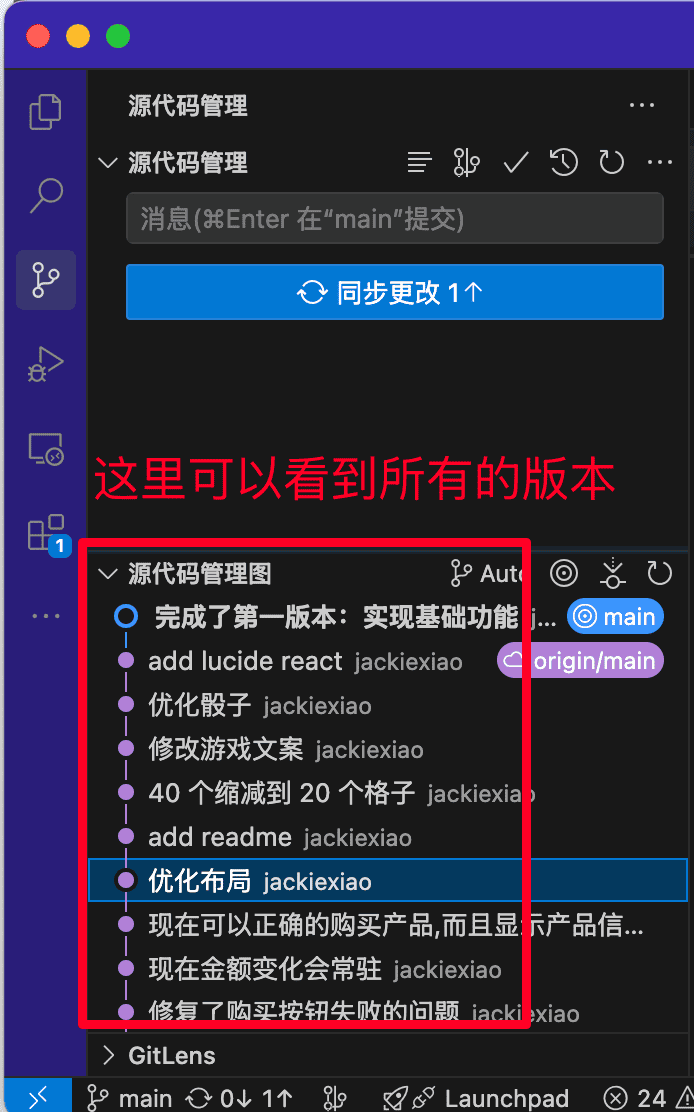 源代码管理
源代码管理
消息(⌘Enter 在“main”提交)
同步更改 1↑
这里可以看到所有的版本
1
源代码管理图 Auto
完成了第一版本：实现基础功能 j... main
add lucide react jackiexiao origin/main
优化骰子 jackiexiao
修改游戏文案 jackiexiao
40 个缩减到 20 个格子 jackiexiao
add readme jackiexiao
优化布局 jackiexiao
现在可以正确的购买产品,而且显示产品信...
现在金额变化会常驻 jackiexiao
修复了购买按钮失败的问题 jackiexiao
GitLens
main 0↓ 1↑ Launchpad 24